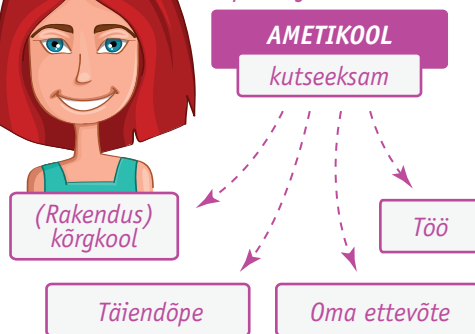 AMETIKOOL
kutseeksam
(Rakendus)
kõrgkool
Töö
Täiendõpe
Oma ettevõte